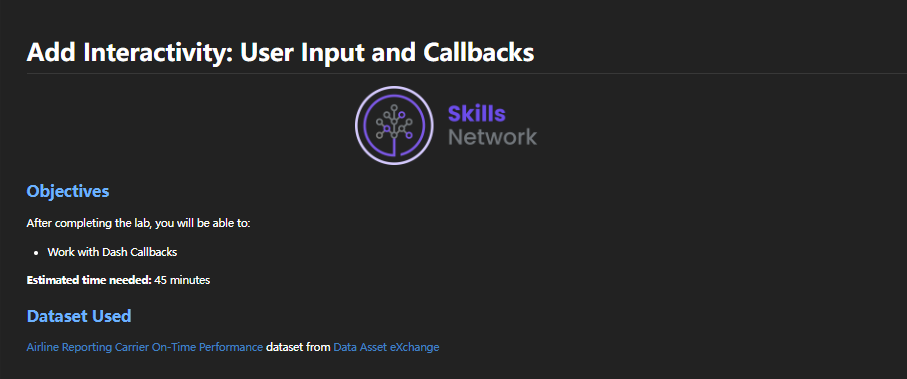 Add Interactivity: User Input and Callbacks
Skills
Network
Objectives
After completing the lab, you will be able to:
• Work with Dash Callbacks
Estimated time needed: 45 minutes
Dataset Used
Airline Reporting Carrier On-Time Performance dataset from Data Asset eXchange